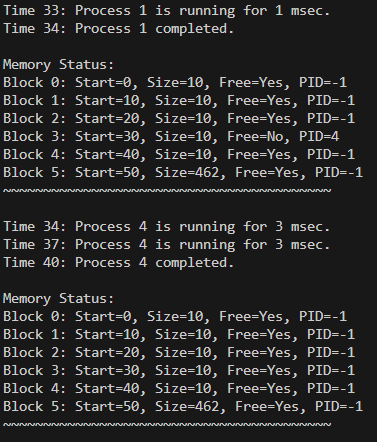 Time 33: Process 1 is running for 1 msec.
Time 34: Process 1 completed.
Memory Status:
Block 0: Start=0, Size=10, Free=Yes, PID=-1
Block 1: Start=10, Size=10, Free=Yes, PID=-1
Block 2: Start=20, Size=10, Free=Yes, PID=-1
Block 3: Start=30, Size=10, Free=No, PID=4
Block 4: Start=40, Size=10, Free=Yes, PID=-1
Block 5: Start=50, Size=462, Free=Yes, PID=-1
~~~~~~~~~~~~~~~~~~~~~~~~~~~~~~~~~~~~~~~~~
Time 34: Process 4 is running for 3 msec.
Time 37: Process 4 is running for 3 msec.
Time 40: Process 4 completed.
Memory Status:
Block 0: Start=0, Size=10, Free=Yes, PID=-1
Block 1: Start=10, Size=10, Free=Yes, PID=-1
Block 2: Start=20, Size=10, Free=Yes, PID=-1
Block 3: Start=30, Size=10, Free=Yes, PID=-1
Block 4: Start=40, Size=10, Free=Yes, PID=-1
Block 5: Start=50, Size=462, Free=Yes, PID=-1
~~~~~~~~~~~~~~~~~~~~~~~~~~~~~~~~~~~~~~~~~